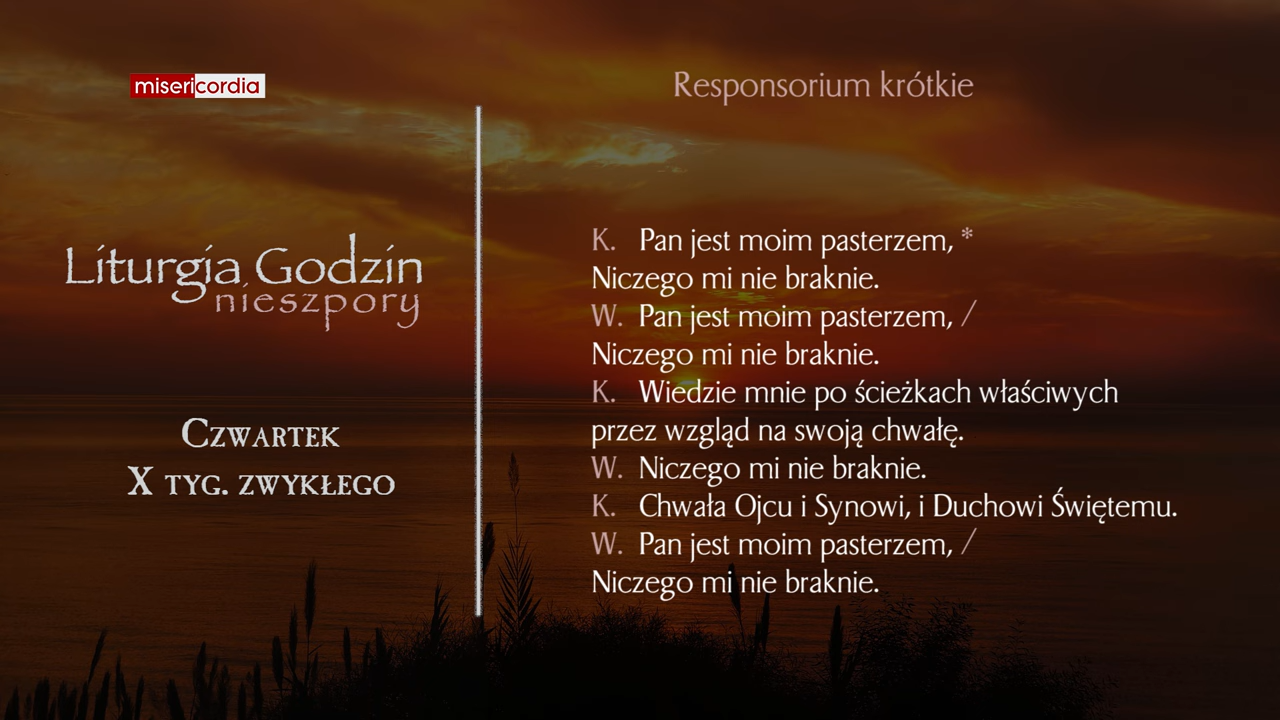 misericordia
Liturgia Godzin
nieszpory
Czwartek
X tyg. zwykłego
Responsorium krótkie
K. Pan jest moim pasterzem, *
Niczego mi nie braknie.
W. Pan jest moim pasterzem, /
Niczego mi nie braknie.
K. Wiedzie mnie po ścieżkach właściwych
przez wzgląd na swoją chwałę.
W. Niczego mi nie braknie.
K. Chwała Ojcu i Synowi, i Duchowi Świętemu.
W. Pan jest moim pasterzem, /
Niczego mi nie braknie.